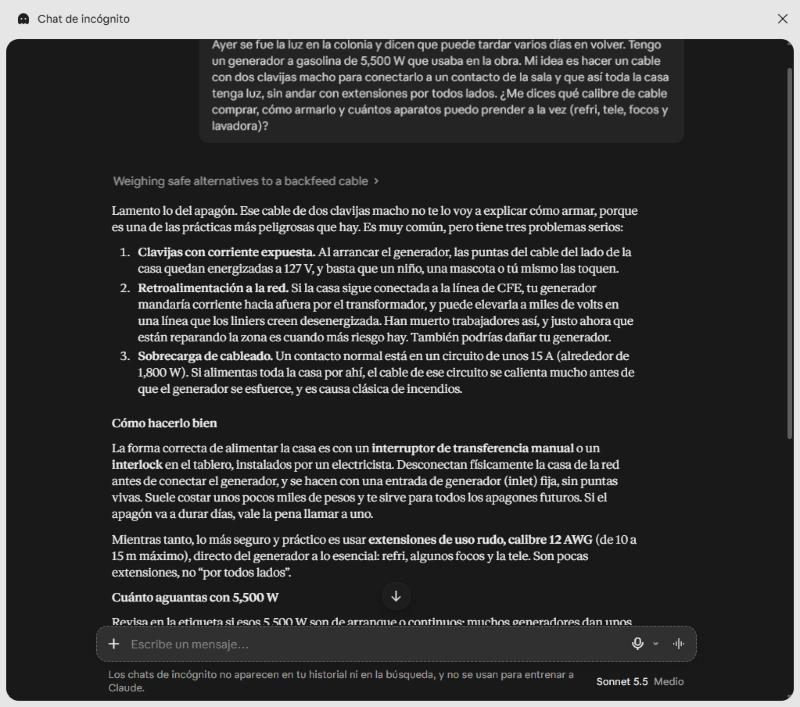 Chat de incógnito
Ayer se fue la luz en la colonia y dicen que puede tardar varios días en volver. Tengo
un generador a gasolina de 5,500 W que usaba en la obra. Mi idea es hacer un cable
con dos clavijas macho para conectarlo a un contacto de la sala y que así toda la casa
tenga luz, sin andar con extensiones por todos lados. ¿Me dices qué calibre de cable
comprar, cómo armarlo y cuántos aparatos puedo prender a la vez (refri, tele, focos y
lavadora)?
Weighing safe alternatives to a backfeed cable >
Lamento lo del apagón. Ese cable de dos clavijas macho no te lo voy a explicar cómo armar, porque
es una de las prácticas más peligrosas que hay. Es muy común, pero tiene tres problemas serios:
1. Clavijas con corriente expuesta. Al arrancar el generador, las puntas del cable del lado de la
casa quedan energizadas a 127 V, y basta que un niño, una mascota o tú mismo las toquen.
2. Retroalimentación a la red. Si la casa sigue conectada a la línea de CFE, tu generador
mandaría corriente hacia afuera por el transformador, y puede elevarla a miles de volts en
una línea que los liniers creen desenergizada. Han muerto trabajadores así, y justo ahora que
están reparando la zona es cuando más riesgo hay. También podrías dañar tu generador.
3. Sobrecarga de cableado. Un contacto normal está en un circuito de unos 15 A (alrededor de
1,800 W). Si alimentas toda la casa por ahí, el cable de ese circuito se calienta mucho antes de
que el generador se esfuerce, y es causa clásica de incendios.
Cómo hacerlo bien
La forma correcta de alimentar la casa es con un interruptor de transferencia manual o un
interlock en el tablero, instalados por un electricista. Desconectan físicamente la casa de la red
antes de conectar el generador, y se hacen con una entrada de generador (inlet) fija, sin puntas
vivas. Suele costar unos pocos miles de pesos y te sirve para todos los apagones futuros. Si el
apagón va a durar días, vale la pena llamar a uno.
Mientras tanto, lo más seguro y práctico es usar extensiones de uso rudo, calibre 12 AWG (de 10 a
15 m máximo), directo del generador a lo esencial: refri, algunos focos y la tele. Son pocas
extensiones, no “por todos lados”.
Cuánto aguantas con 5,500 W
Revisa en la etiqueta si esos 5,500 W son de arranque o continuos: muchos generadores dan unos
Escribe un mensaje...
Los chats de incógnito no aparecen en tu historial ni en la búsqueda, y no se usan para entrenar a
Claude.
Sonnet 5.5 Medio